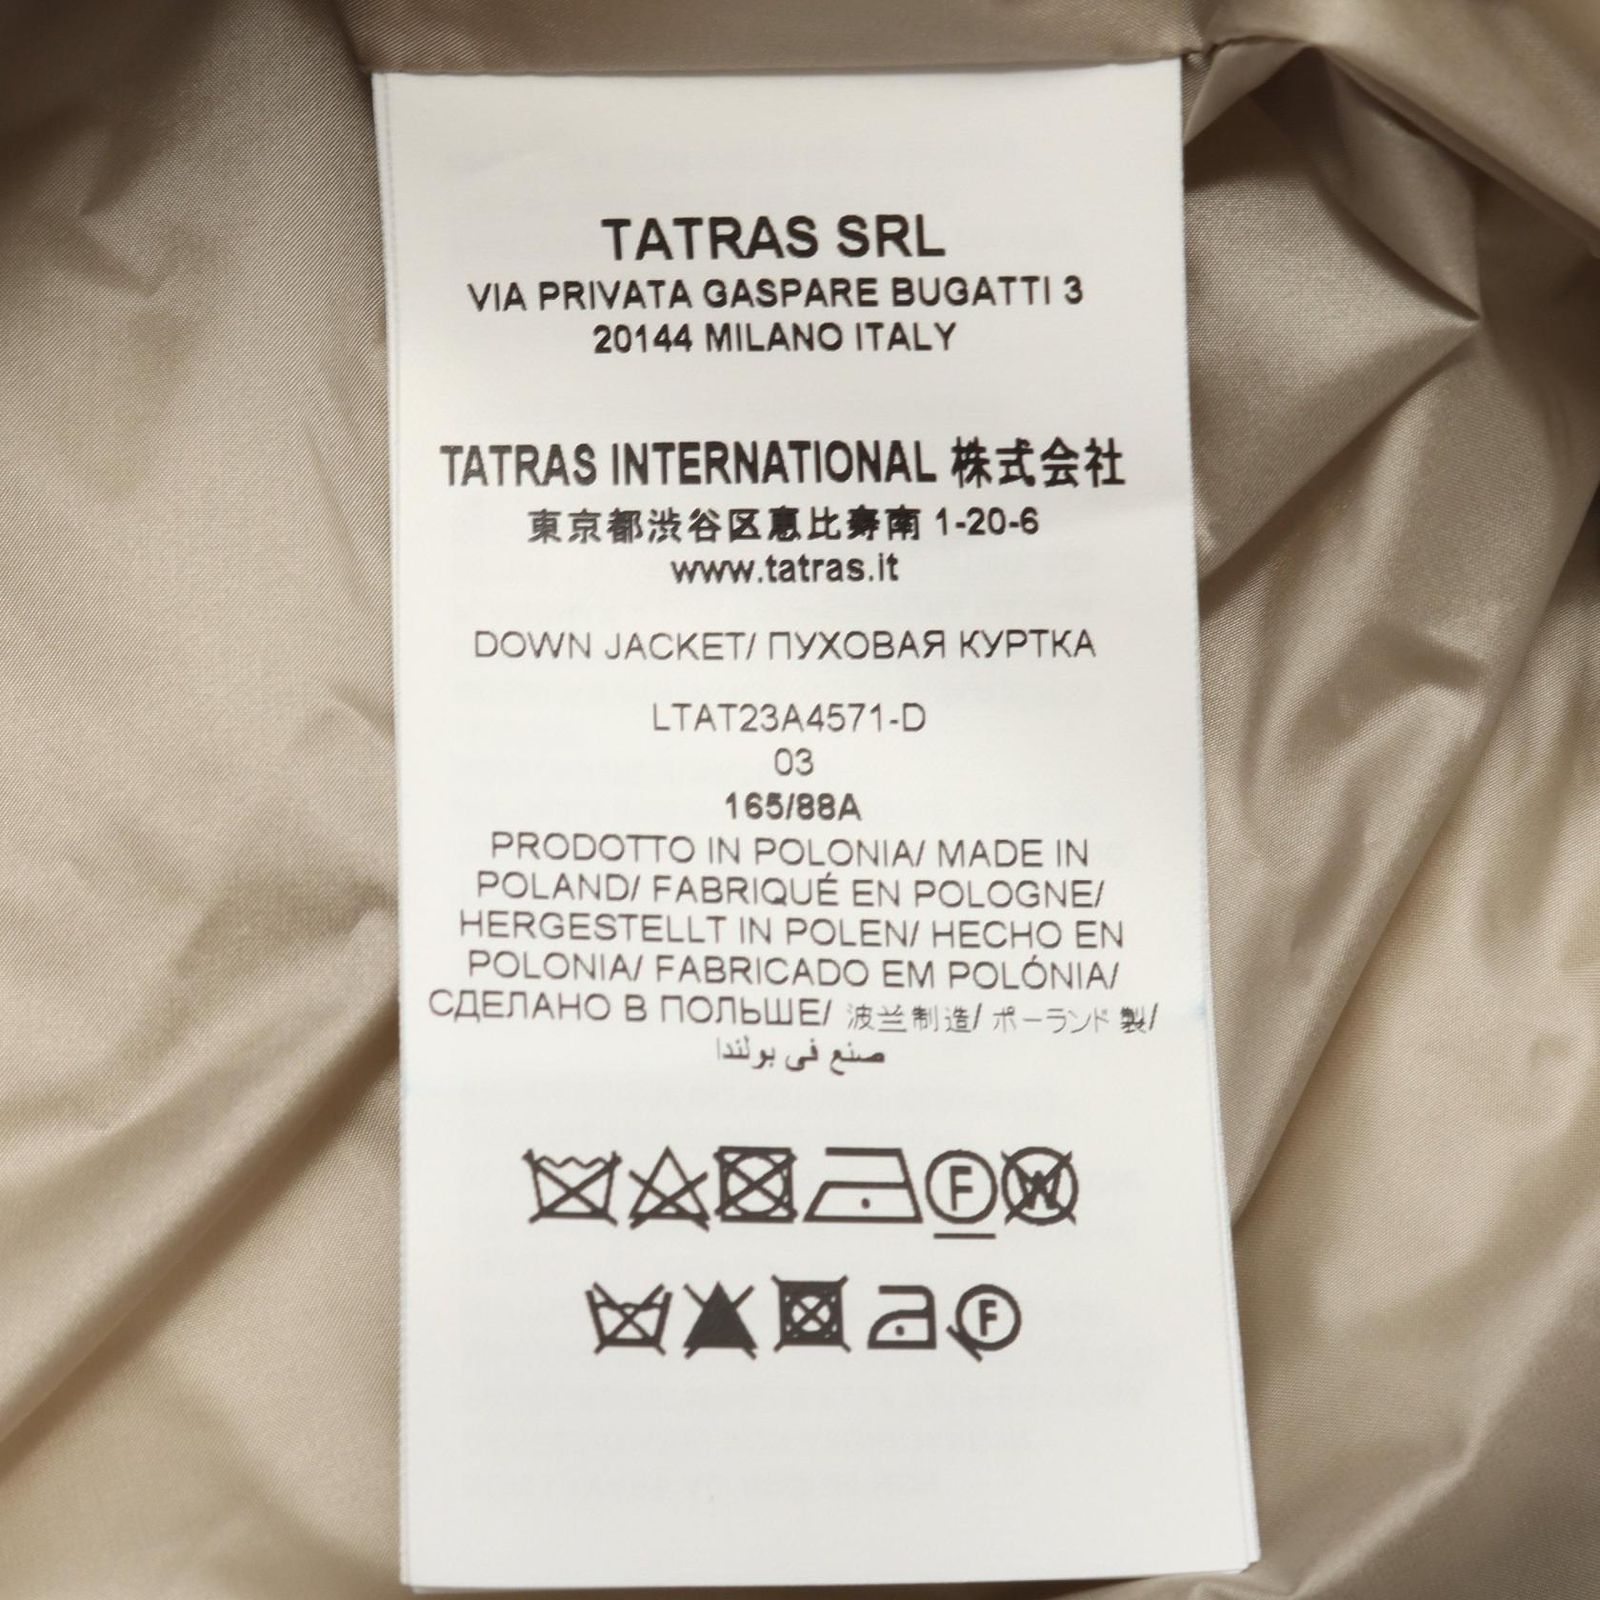 TATRAS SRL
VIA PRIVATA GASPARE BUGATTI 3
20144 MILANO ITALY
TATRAS INTERNATIONAL 株式会社
東京都渋谷区恵比寿南 1-20-6
www.tatras.it
DOWN JACKET/ ПУХОВАЯ КУРТКА
LTAT23A4571-D
03
165/88A
PRODOTTO IN POLONIA/ MADE IN
POLAND/ FABRIQUÉ EN POLOGNE/
HERGESTELLT IN POLEN/ HECHO EN
POLONIA/ FABRICADO EM POLÓNIA/
СДЕЛАНО В ПОЛЬШЕ/ 波兰制造/ ポーランド製/
صنع في بولندا
F W
F